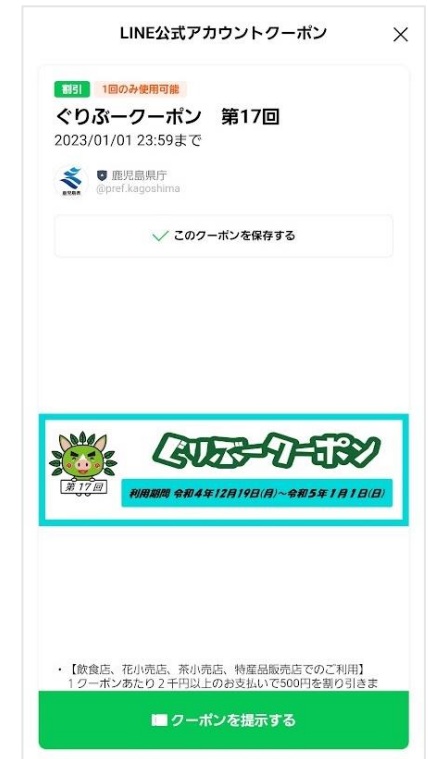 LINE公式アカウントクーポン
割引 1回のみ使用可能
ぐりぶークーポン 第17回
2023/01/01 23:59まで
鹿児島県庁
@pref.kagoshima
鹿児島県
このクーポンを保存する
ぐりぶークーポン
第17回
利用期間 令和4年12月19日(月)~令和5年1月1日(日)
・【飲食店、花小売店、茶小売店、特産品販売店でのご利用】
1クーポンあたり2千円以上のお支払いで500円を割り引きま
クーポンを提示する